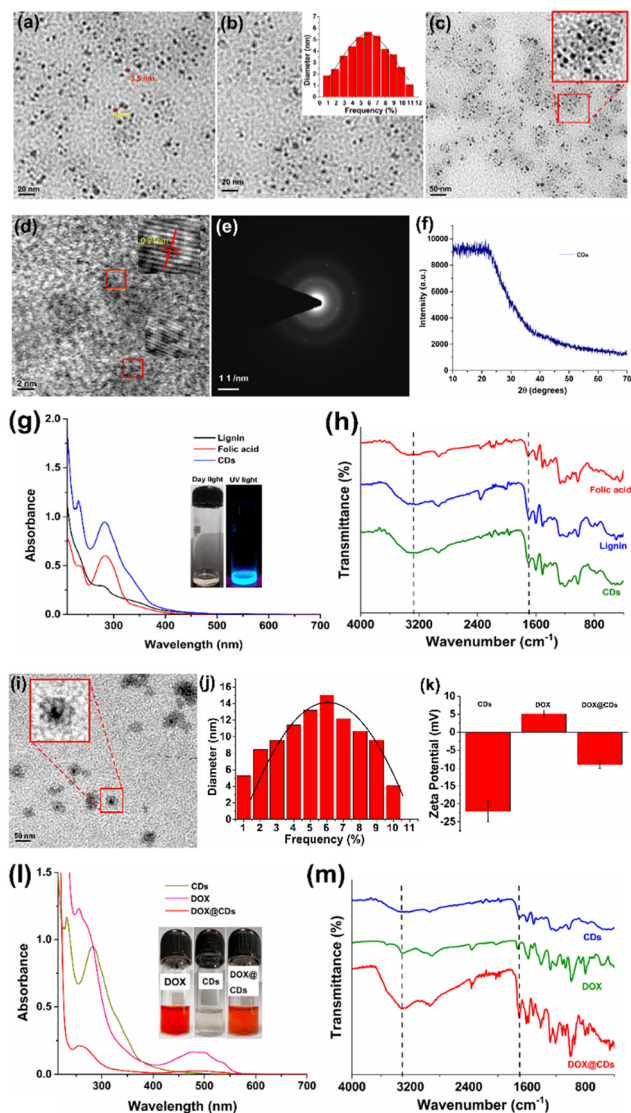 (a)
3.5 nm
20 nm
(b)
Diameter (nm)
6
5
4
3
2
1
0
1 2 3 4 5 6 7 8 9 10 11 12
Frequency (%)
20 nm
(c)
50 nm
(d)
0.21nm
2 nm
(e)
1 1/nm
(f)
Intensity (a.u.)
10000
8000
6000
4000
2000
0
10 20 30 40 50 60 70
2θ (degrees)
CDs
(g)
Absorbance
2.0
1.5
1.0
0.5
0.0
300 400 500 600 700
Wavelength (nm)
Lignin
Folic acid
CDs
Day light
UV light
(h)
Transmittance (%)
Folic acid
Lignin
CDs
4000 3200 2400 1600 800
Wavenumber (cm-1)
(i)
50 nm
(j)
Diameter (nm)
16
14
12
10
8
6
4
2
0
1 2 3 4 5 6 7 8 9 10 11
Frequency (%)
(k)
Zeta Potential (mV)
10
5
0
-5
-10
-15
-20
-25
CDs
DOX
DOX@CDs
(l)
Absorbance
1.5
1.0
0.5
0.0
300 400 500 600 700
Wavelength (nm)
CDs
DOX
DOX@CDs
DOX
CDs
DOX@
CDs
(m)
Transmittance (%)
CDs
DOX
DOX@CDs
4000 3200 2400 1600 800
Wavenumber (cm-1)